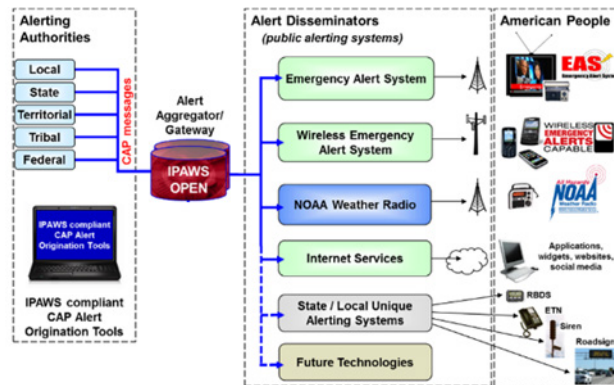 Alerting
Authorities
Local
State
Territorial
Tribal
Federal
CAP messages
IPAWS compliant
CAP Alert
Origination Tools
IPAWS compliant
CAP Alert
Origination Tools
Alert
Aggregator/
Gateway
IPAWS
OPEN
Alert Disseminators
(public alerting systems)
Emergency Alert System
Wireless Emergency
Alert System
NOAA Weather Radio
Internet Services
State / Local Unique
Alerting Systems
Future Technologies
American People
EAS
WIRELESS
EMERGENCY
ALERTS
CAPABLE
NOAA
Weather Radio
Applications,
widgets, websites,
social media
RBDS
ETN
Siren
Roadsign